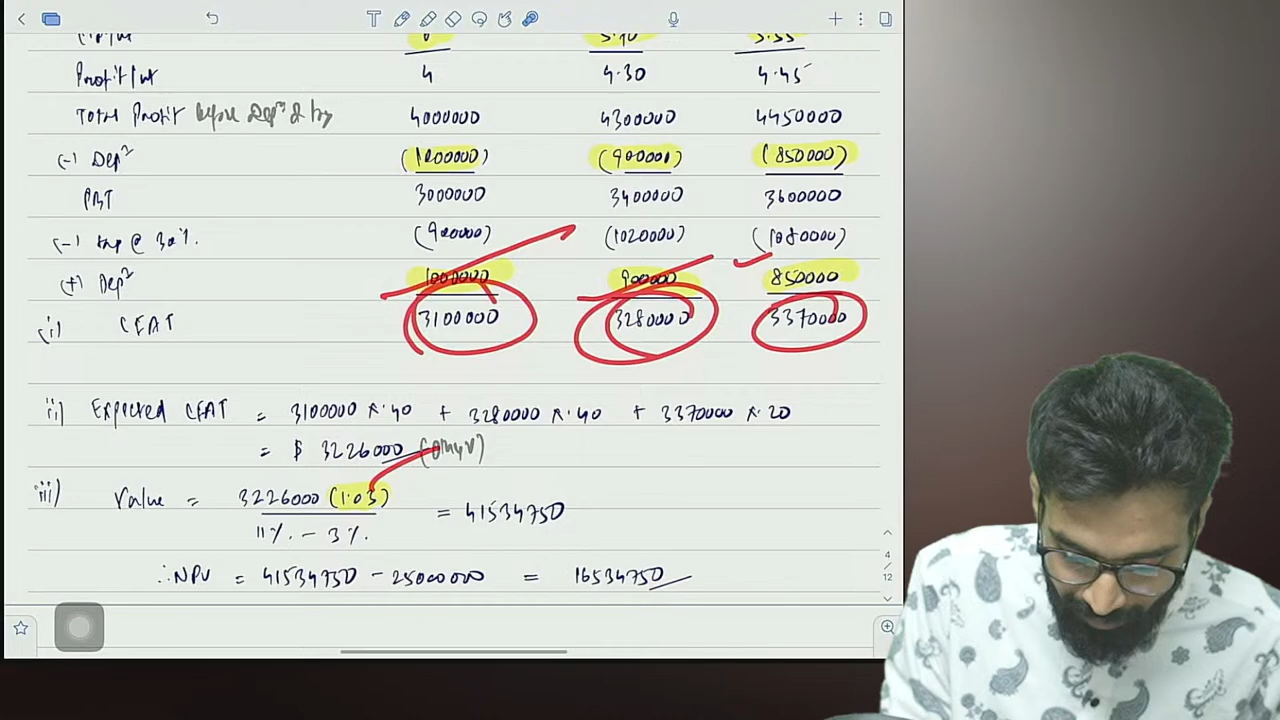 Profit/unit 4 4.30 4.45
Total Profit before Depn & tax 4000000 4300000 4450000
(-) Depn (1000000) (900000) (850000)
PBT 3000000 3400000 3600000
(-) tax @ 30%. (900000) (1020000) (1080000)
(+) Depn 1000000 900000 850000
(i) CFAT 3100000 3280000 3370000
ii) Expected CFAT = 3100000 x .40 + 3280000 x .40 + 3370000 x .20
= $ 3226000
iii) Value = 3226000 (1.03) = 41534750
11%. - 3%.
∴ NPV = 41534750 - 25000000 = 16534750
4
/
12